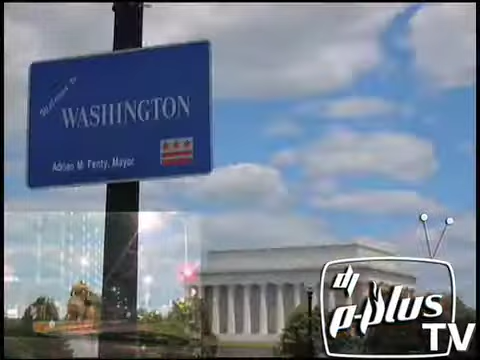 Welcome to
WASHINGTON
Adrian M. Fenty, Mayor
dj
p-plus
TV